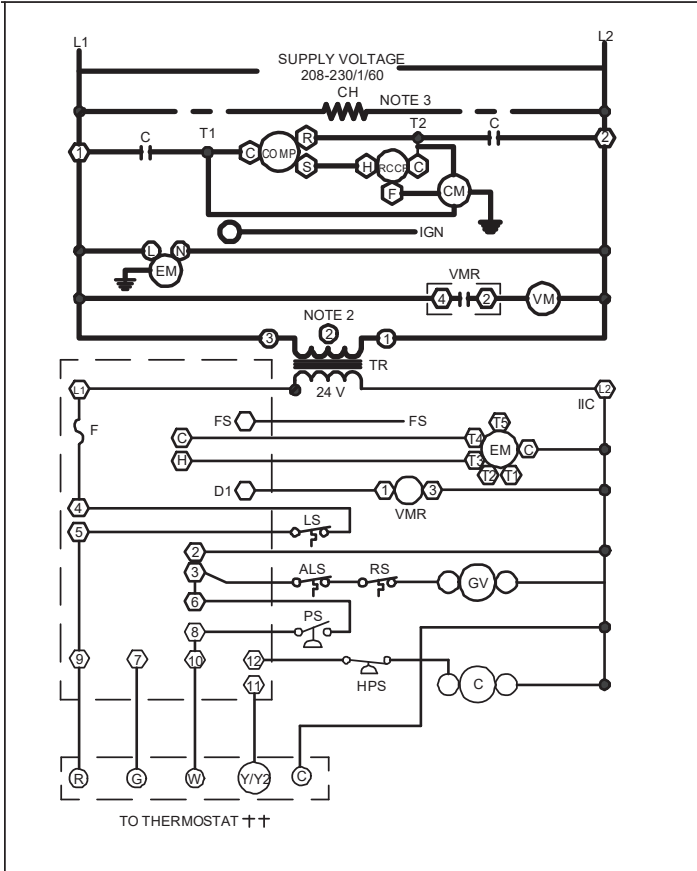 L1 L2
SUPPLY VOLTAGE
208-230/1/60
CH NOTE 3
C T1 T2 C
1 C COMP R 2
S H RCCF C
F CM
IGN
L N
EM
VMR
4 2 VM
NOTE 2
3 2 1
TR
L1 24 V L2
IIC
F FS FS T5
C T4 EM C
H T3
T2 T1
D1 1 3
VMR
4
5 LS
2
3 ALS RS GV
6
PS
8
9 7 10 12
HPS C
11
R G W Y/Y2 C
TO THERMOSTAT ††